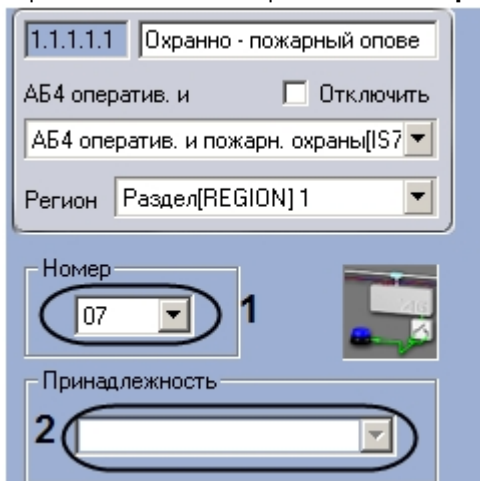 1.1.1.1.1 Охранно - пожарный опове
АБ4 оператив. и Отключить
АБ4 оператив. и пожарн. охраны[IS7
Регион Раздел[REGION] 1
Номер
07 1
Принадлежность
2